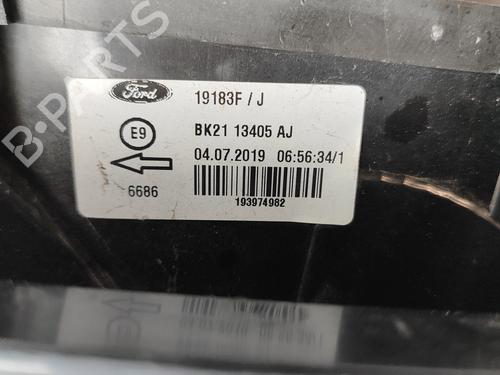 B-PARTS
Ford
19183F / J
E9
BK21 13405 AJ
04.07.2019 06:56:34/1
6686
193974982